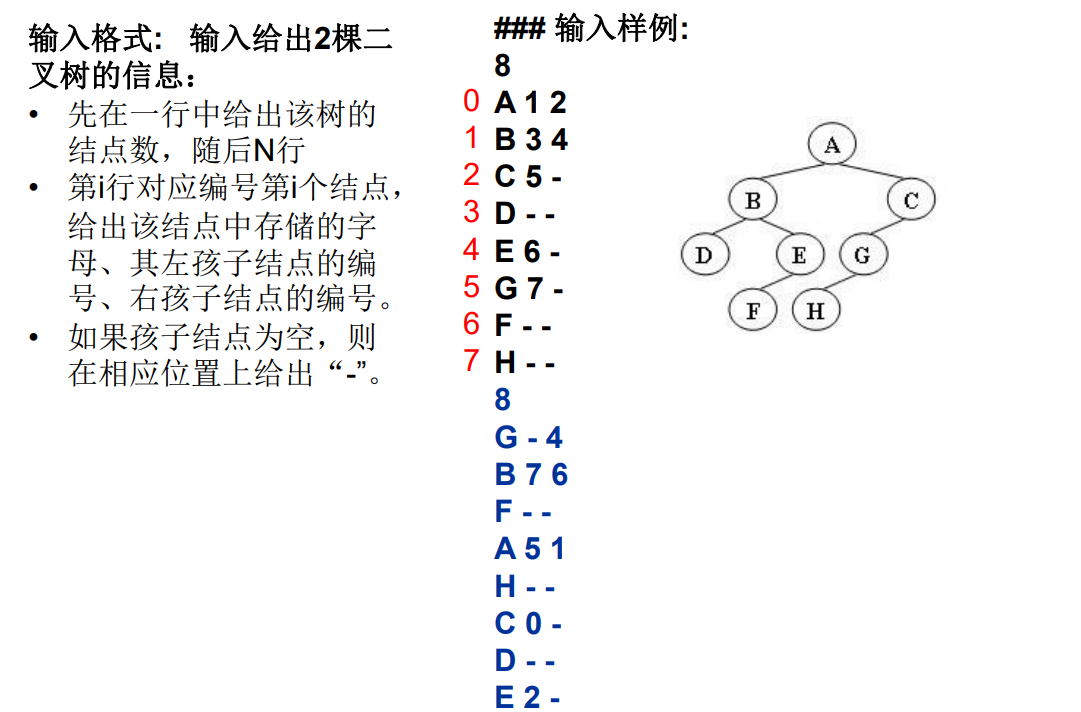 输入格式: 输入给出2棵二
叉树的信息：
• 先在一行中给出该树的
结点数，随后N行
• 第i行对应编号第i个结点，
给出该结点中存储的字
母、其左孩子结点的编
号、右孩子结点的编号。
• 如果孩子结点为空，则
在相应位置上给出“-”。
### 输入样例:
8
0 A 1 2
1 B 3 4
2 C 5 -
3 D - -
4 E 6 -
5 G 7 -
6 F - -
7 H - -
8
G - 4
B 7 6
F - -
A 5 1
H - -
C 0 -
D - -
E 2 -
A
B C
D E G
F H